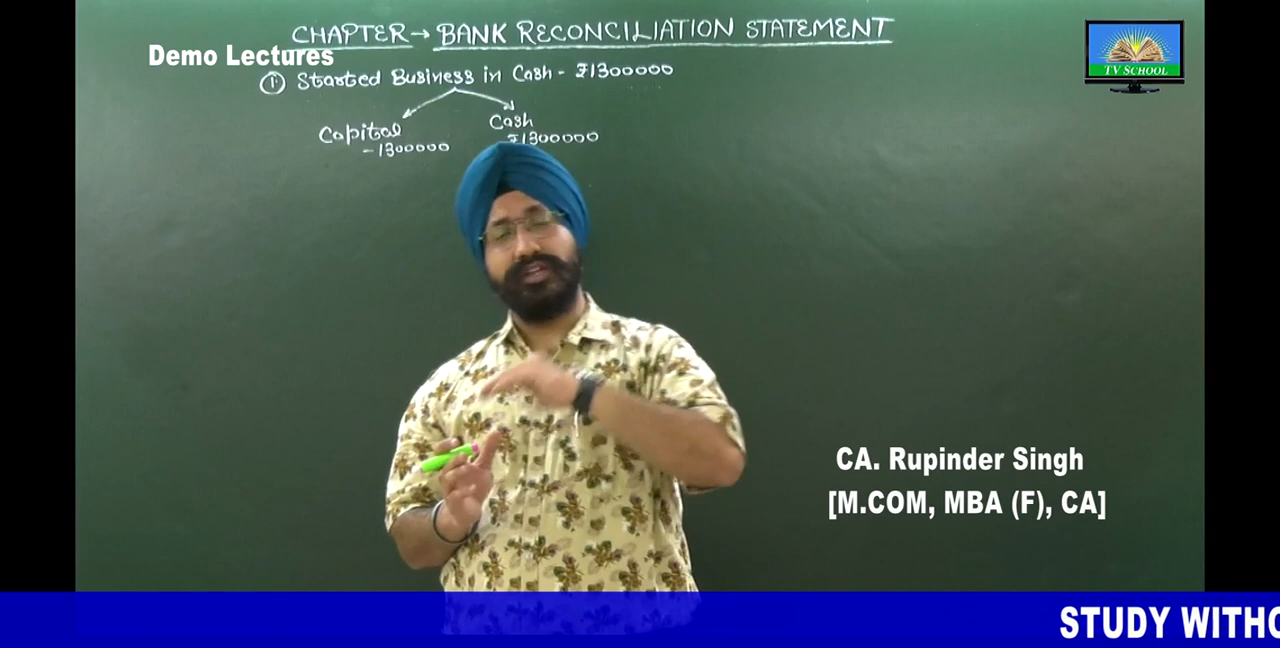 CHAPTER → BANK RECONCILIATION STATEMENT
Demo Lectures
① Started Business in Cash - ₹1300000
Capital Cash
-1300000 ₹1300000
TV SCHOOL
CA. Rupinder Singh
[M.COM, MBA (F), CA]
STUDY WITHO